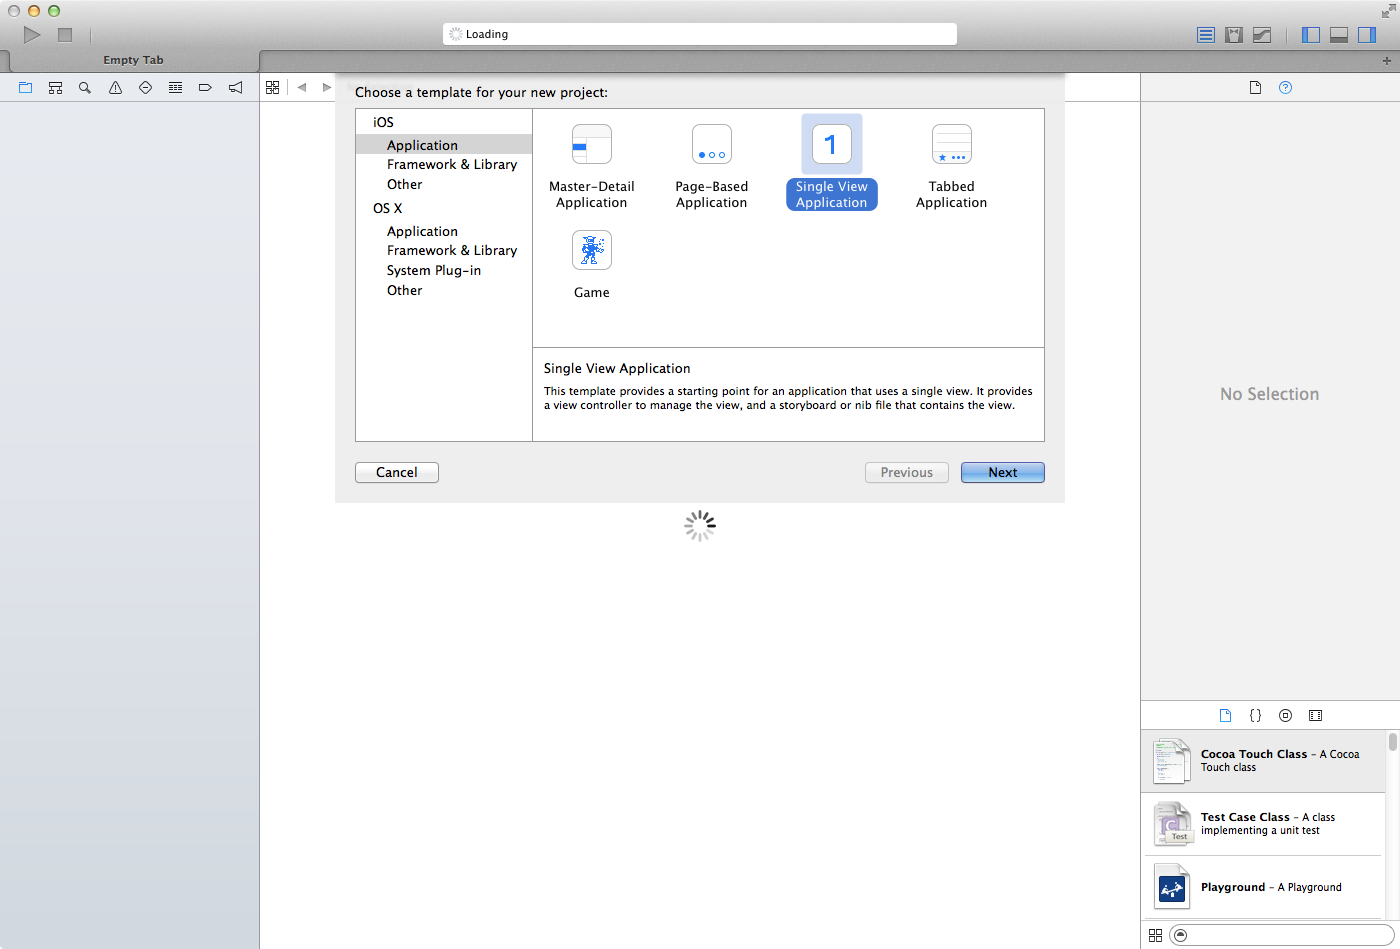 Loading
Empty Tab
Choose a template for your new project:
iOS
Application
Framework & Library
Other
OS X
Application
Framework & Library
System Plug-in
Other
Master-Detail
Application
Page-Based
Application
1
Single View
Application
Tabbed
Application
Game
Single View Application
This template provides a starting point for an application that uses a single view. It provides
a view controller to manage the view, and a storyboard or nib file that contains the view.
Cancel
Previous
Next
No Selection
{ }
Cocoa Touch Class – A Cocoa
Touch class
C
Test
Test Case Class – A class
implementing a unit test
Playground – A Playground